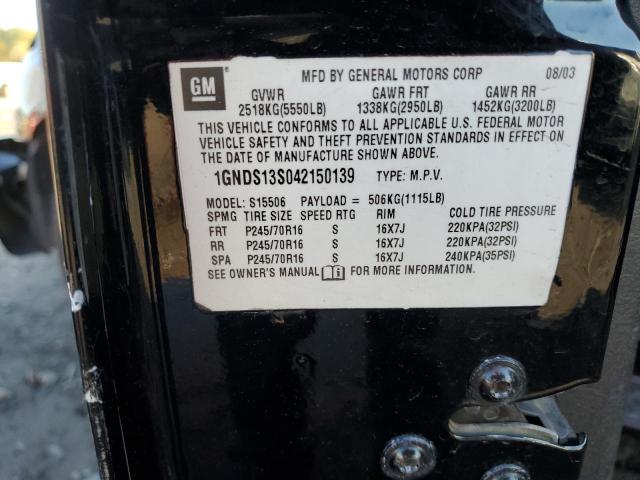 GM
MFD BY GENERAL MOTORS CORP 08/03
GVWR GAWR FRT GAWR RR
2518KG(5550LB) 1338KG(2950LB) 1452KG(3200LB)
THIS VEHICLE CONFORMS TO ALL APPLICABLE U.S. FEDERAL MOTOR
VEHICLE SAFETY AND THEFT PREVENTION STANDARDS IN EFFECT ON
THE DATE OF MANUFACTURE SHOWN ABOVE.
1GNDS13S042150139 TYPE: M.P.V.
MODEL: S15506 PAYLOAD = 506KG(1115LB)
SPMG TIRE SIZE SPEED RTG RIM COLD TIRE PRESSURE
FRT P245/70R16 S 16X7J 220KPA(32PSI)
RR P245/70R16 S 16X7J 220KPA(32PSI)
SPA P245/70R16 S 16X7J 240KPA(35PSI)
SEE OWNER'S MANUAL FOR MORE INFORMATION.